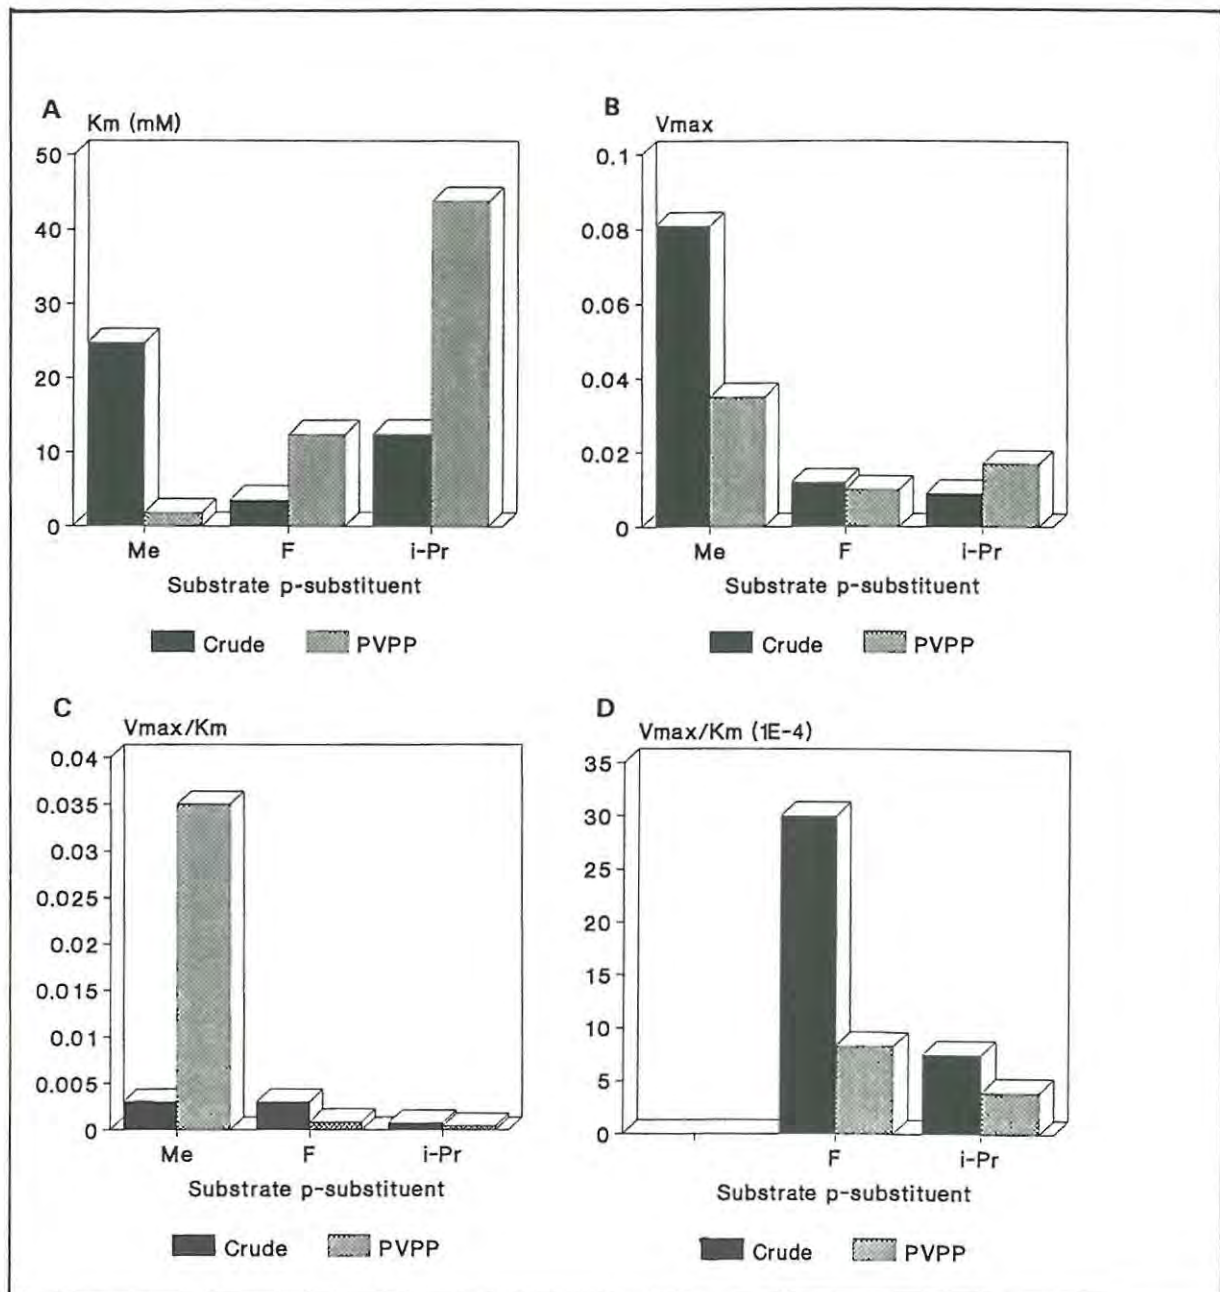 A
Km (mM)
50
40
30
20
10
0
Me F i-Pr
Substrate p-substituent
Crude PVPP
B
Vmax
0.1
0.08
0.06
0.04
0.02
0
Me F i-Pr
Substrate p-substituent
Crude PVPP
C
Vmax/Km
0.04
0.035
0.03
0.025
0.02
0.015
0.01
0.005
0
Me F i-Pr
Substrate p-substituent
Crude PVPP
D
Vmax/Km (1E-4)
35
30
25
20
15
10
5
0
F i-Pr
Substrate p-substituent
Crude PVPP